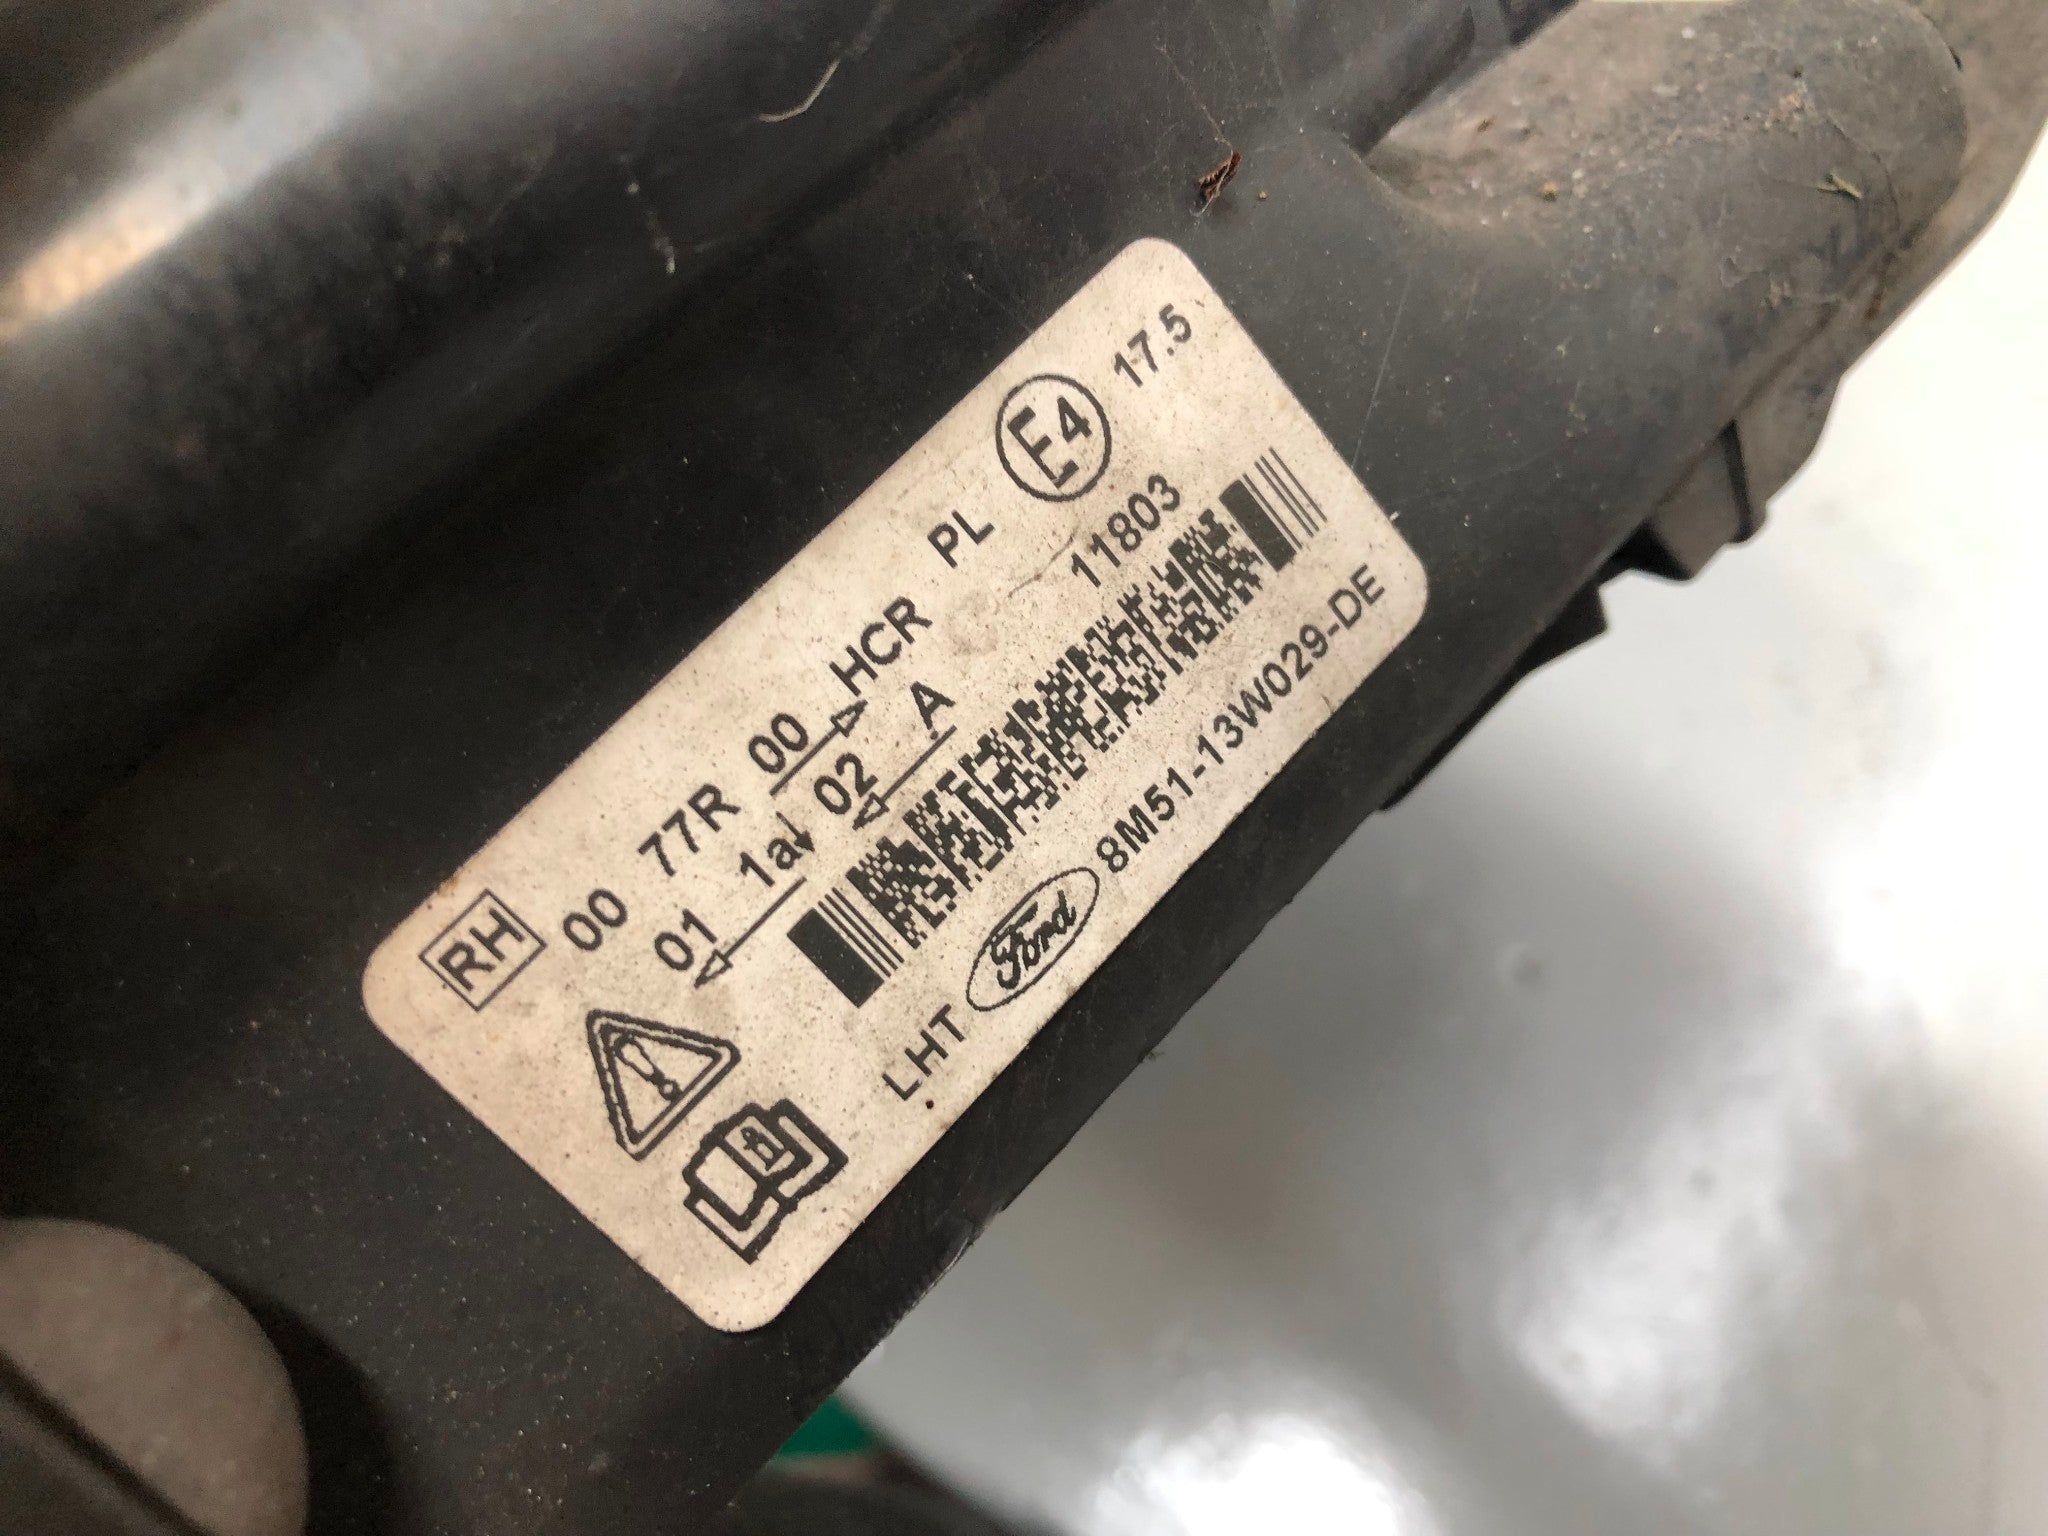 RH 00 77R 00 HCR PL E4 17.5
01 1a 02 A 11803
LHT Ford 8M51-13W029-DE